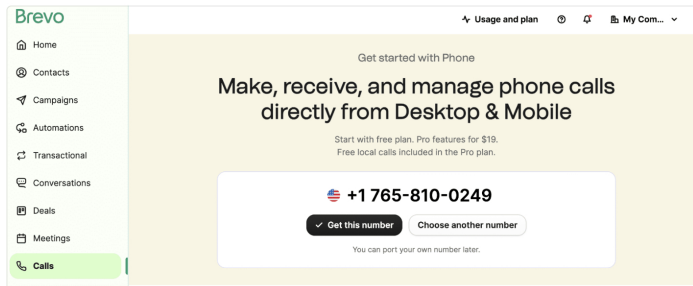 Brevo
Usage and plan
My Com...
Home
Contacts
Campaigns
Automations
Transactional
Conversations
Deals
Meetings
Calls
Get started with Phone
Make, receive, and manage phone calls
directly from Desktop & Mobile
Start with free plan. Pro features for $19.
Free local calls included in the Pro plan.
+1 765-810-0249
Get this number
Choose another number
You can port your own number later.